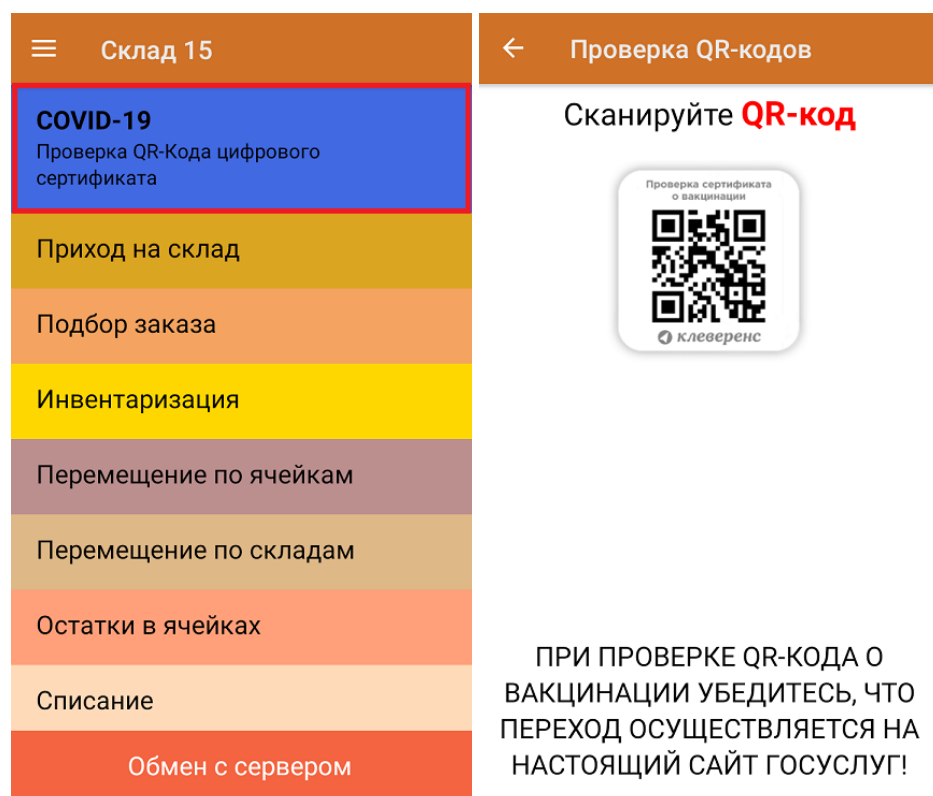 Склад 15
COVID-19
Проверка QR-Кода цифрового
сертификата
Приход на склад
Подбор заказа
Инвентаризация
Перемещение по ячейкам
Перемещение по складам
Остатки в ячейках
Списание
Обмен с сервером
Проверка QR-кодов
Сканируйте QR-код
Проверка сертификата
о вакцинации
клеверенс
ПРИ ПРОВЕРКЕ QR-КОДА О
ВАКЦИНАЦИИ УБЕДИТЕСЬ, ЧТО
ПЕРЕХОД ОСУЩЕСТВЛЯЕТСЯ НА
НАСТОЯЩИЙ САЙТ ГОСУСЛУГ!